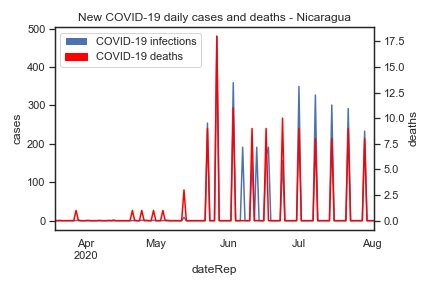 New COVID-19 daily cases and deaths - Nicaragua
COVID-19 infections
COVID-19 deaths
500
400
300
200
100
0
cases
17.5
15.0
12.5
10.0
7.5
5.0
2.5
0.0
deaths
Apr
2020
May
Jun
Jul
Aug
dateRep